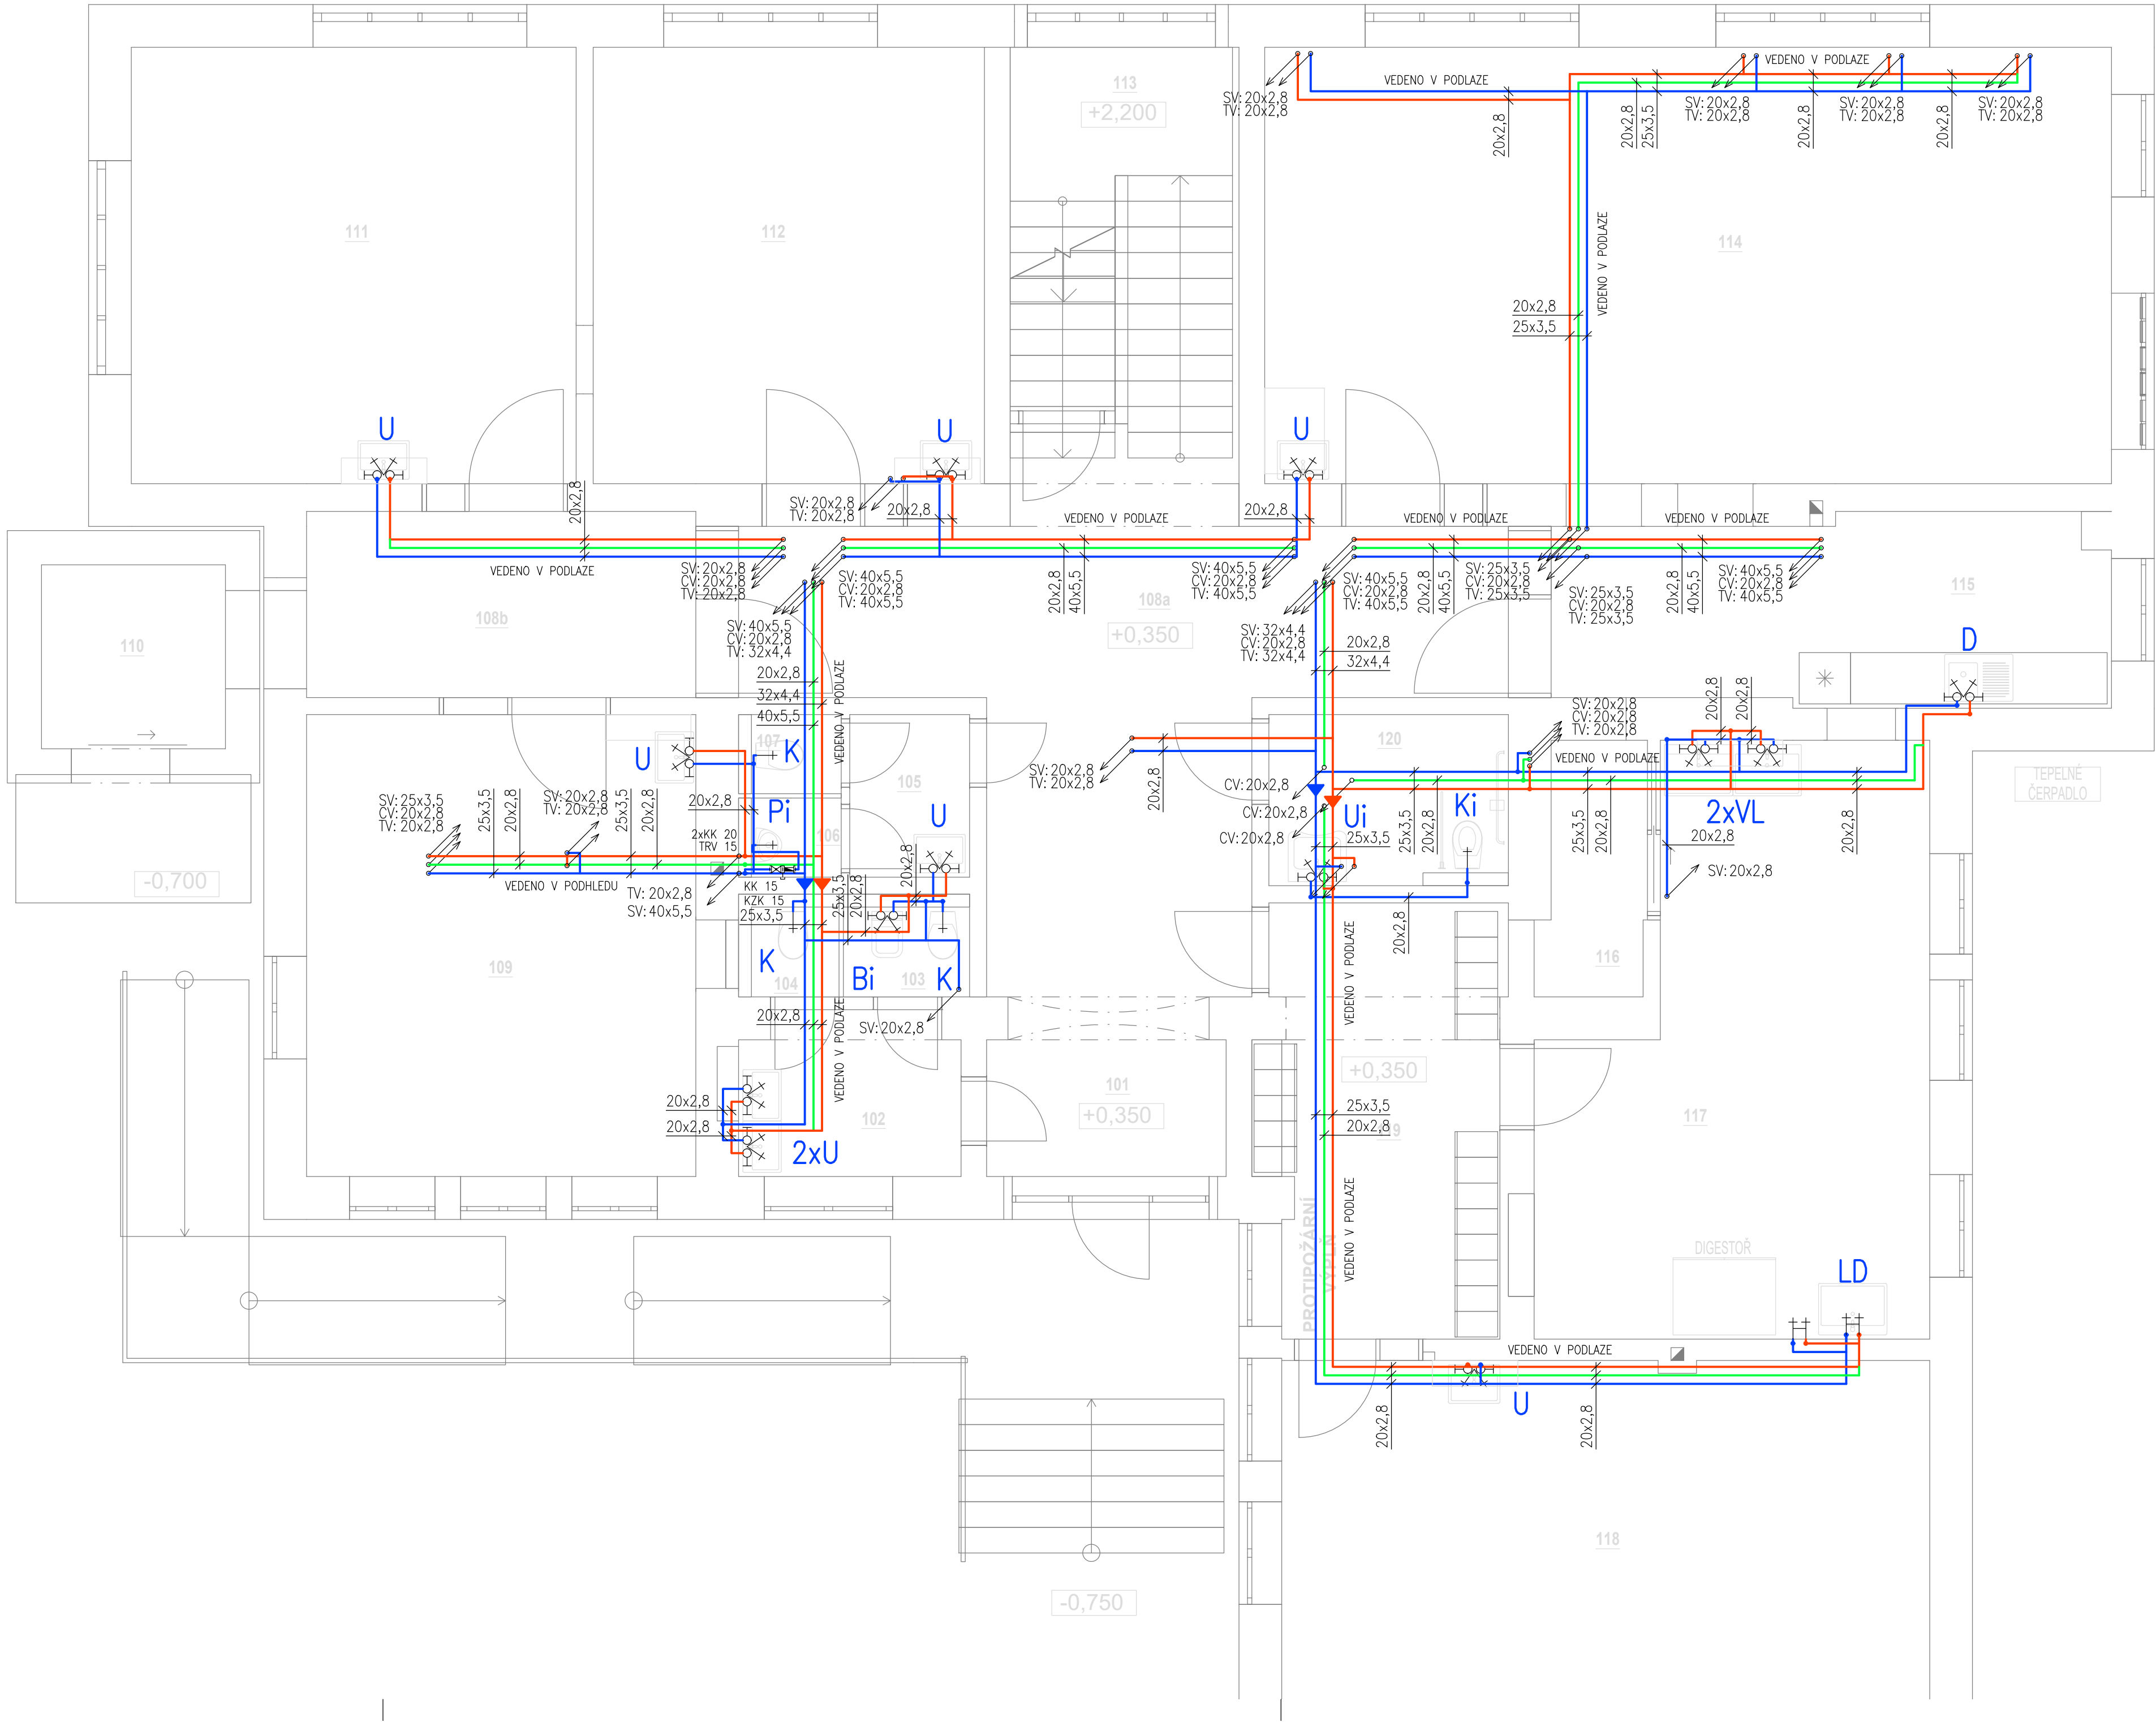 VEDENO V PODLAZE
VEDENO V PODLAZE
113
+2,200
SV: 20x2,8
TV: 20x2,8
20x2,8
20x2,8
25x3,5
SV: 20x2,8
TV: 20x2,8
20x2,8
SV: 20x2,8
TV: 20x2,8
20x2,8
SV: 20x2,8
TV: 20x2,8
111
112
114
VEDENO V PODLAZE
20x2,8
25x3,5
U
U
U
20x2,8
SV: 20x2,8
TV: 20x2,8
20x2,8
VEDENO V PODLAZE
20x2,8
VEDENO V PODLAZE
VEDENO V PODLAZE
VEDENO V PODLAZE
SV: 20x2,8
CV: 20x2,8
TV: 20x2,8
SV: 40x5,5
CV: 20x2,8
TV: 40x5,5
20x2,8
40x5,5
SV: 40x5,5
CV: 20x2,8
TV: 40x5,5
SV: 40x5,5
CV: 20x2,8
TV: 40x5,5
20x2,8
40x5,5
SV: 25x3,5
CV: 20x2,8
TV: 25x3,5
SV: 25x3,5
CV: 20x2,8
TV: 25x3,5
20x2,8
40x5,5
SV: 40x5,5
CV: 20x2,8
TV: 40x5,5
115
108b
108a
+0,350
110
SV: 40x5,5
CV: 20x2,8
TV: 32x4,4
20x2,8
32x4,4
40x5,5
VEDENO V PODLAZE
SV: 32x4,4
CV: 20x2,8
TV: 32x4,4
20x2,8
32x4,4
D
SV: 20x2,8
CV: 20x2,8
TV: 20x2,8
20x2,8
20x2,8
107
K
U
105
120
VEDENO V PODLAZE
SV: 20x2,8
TV: 20x2,8
20x2,8
CV: 20x2,8
CV: 20x2,8
CV: 20x2,8
TEPELNÉ
ČERPADLO
SV: 25x3,5
CV: 20x2,8
TV: 20x2,8
25x3,5
20x2,8
SV: 20x2,8
TV: 20x2,8
25x3,5
20x2,8
20x2,8
Pi
106
U
Ui
Ki
2xVL
25x3,5
25x3,5
20x2,8
25x3,5
20x2,8
20x2,8
20x2,8
SV: 20x2,8
2xKK 20
TRV 15
-0,700
VEDENO V PODHLEDU
TV: 20x2,8
SV: 40x5,5
KK 15
KZK 15
25x3,5
25x3,5
20x2,8
20x2,8
20x2,8
109
K
104
Bi
103
K
116
VEDENO V PODLAZE
20x2,8
VEDENO V PODLAZE
SV: 20x2,8
+0,350
101
+0,350
20x2,8
20x2,8
102
2xU
25x3,5
20x2,8
117
VEDENO V PODLAZE
PROTIPOŽÁRNÍ
VÝPLŇ
DIGESTOŘ
LD
VEDENO V PODLAZE
U
20x2,8
20x2,8
118
-0,750